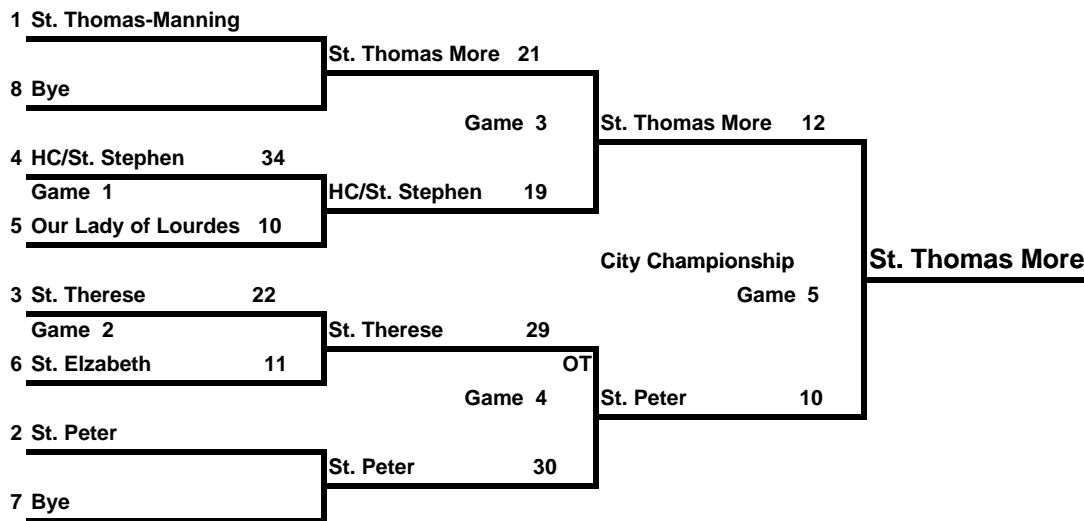 1 St. Thomas-Manning
St. Thomas More 21
8 Bye
Game 3
St. Thomas More 12
4 HC/St. Stephen 34
Game 1
HC/St. Stephen 19
5 Our Lady of Lourdes 10
City Championship
St. Thomas More
Game 5
3 St. Therese 22
Game 2
St. Therese 29
6 St. Elzabeth 11
OT
Game 4
St. Peter 10
2 St. Peter
St. Peter 30
7 Bye